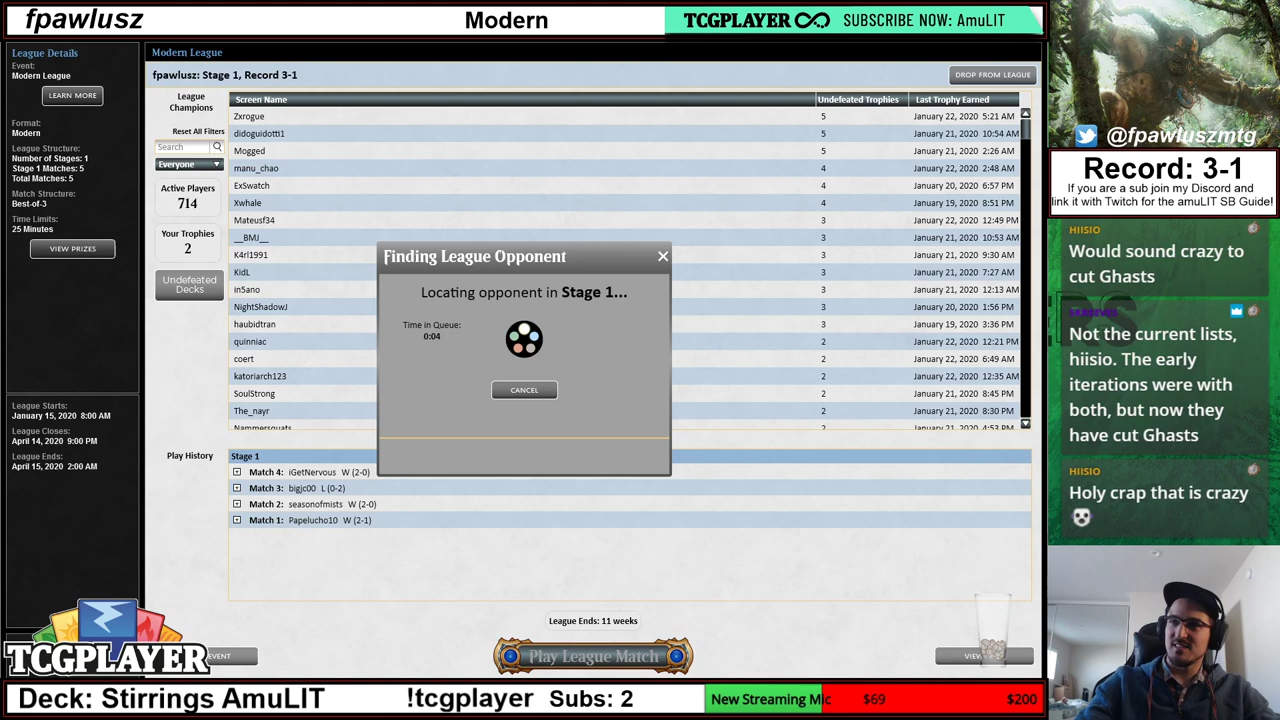 fpawlusz
Modern
TCGPLAYER
SUBSCRIBE NOW: AmuLIT
League Details
Event:
Modern League
LEARN MORE
Format:
Modern
League Structure:
Number of Stages: 1
Stage 1 Matches: 5
Total Matches: 5
Match Structure:
Best-of-3
Time Limits:
25 Minutes
VIEW PRIZES
League Starts:
January 15, 2020 8:00 AM
League Closes:
April 14, 2020 9:00 PM
League Ends:
April 15, 2020 2:00 AM
Modern League
fpawlusz: Stage 1, Record 3-1
DROP FROM LEAGUE
League
Champions
Reset All Filters
Search
Everyone
Active Players
714
Your Trophies
2
Undefeated
Decks
Screen Name Undefeated Trophies Last Trophy Earned
Zxrogue 5 January 22, 2020 5:21 AM
didoguidotti1 5 January 21, 2020 10:54 AM
Mogged 5 January 21, 2020 2:26 AM
manu_chao 4 January 22, 2020 2:48 AM
ExSwatch 4 January 20, 2020 6:57 PM
Xwhale 4 January 19, 2020 8:51 PM
Mateusf34 3 January 22, 2020 12:49 PM
__BMJ__ 3 January 21, 2020 10:53 AM
K4rl1991 3 January 21, 2020 9:30 AM
KidL 3 January 21, 2020 7:27 AM
in5ano 3 January 21, 2020 12:13 AM
NightShadowJ 3 January 20, 2020 1:56 PM
haubidtran 3 January 19, 2020 3:36 PM
quinniac 2 January 22, 2020 12:21 PM
coert 2 January 22, 2020 6:49 AM
katoriarch123 2 January 22, 2020 12:35 AM
SoulStrong 2 January 21, 2020 8:45 PM
The_nayr 2 January 21, 2020 8:30 PM
Nammersquats 2 January 21, 2020 4:53 PM
Finding League Opponent
Locating opponent in Stage 1...
Time in Queue:
0:04
CANCEL
Play History
Stage 1
Match 4: iGetNervous W (2-0)
Match 3: bigjc00 L (0-2)
Match 2: seasonofmists W (2-0)
Match 1: Papelucho10 W (2-1)
League Ends: 11 weeks
EVENT
Play League Match
TCGPLAYER
@fpawluszmtg
Record: 3-1
If you are a sub join my Discord and
link it with Twitch for the amuLIT SB Guide!
HIISIO
Would sound crazy to
cut Ghasts
Not the current lists,
hiisio. The early
iterations were with
both, but now they
have cut Ghasts
HIISIO
Holy crap that is crazy
Deck: Stirrings AmuLIT
!tcgplayer
Subs: 2
New Streaming Mic
$69
$200